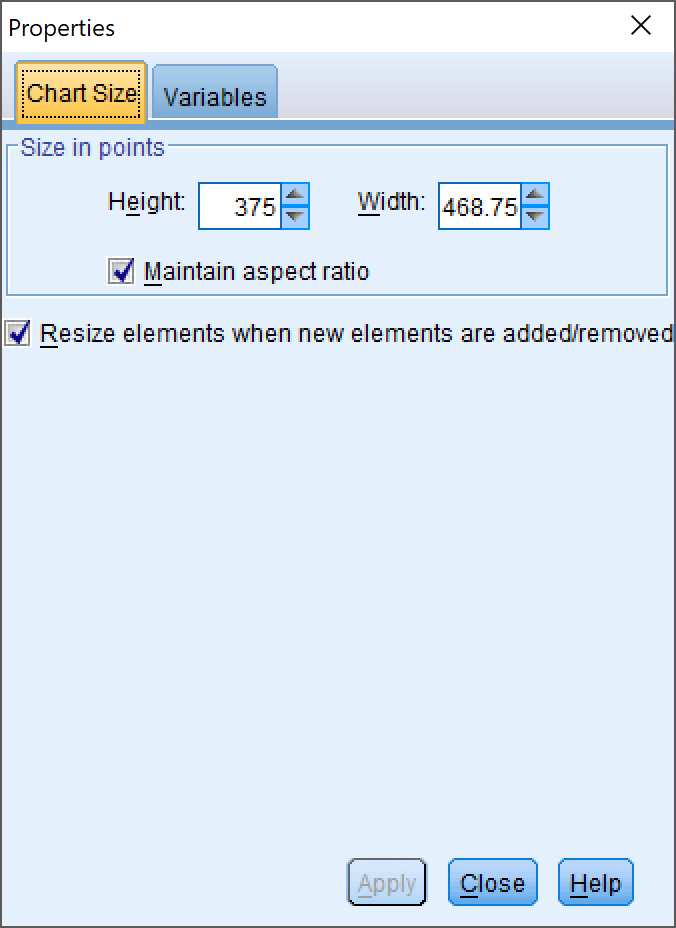 Properties
Chart Size Variables
Size in points
Height: 375 Width: 468.75
Maintain aspect ratio
Resize elements when new elements are added/removed
Apply Close Help